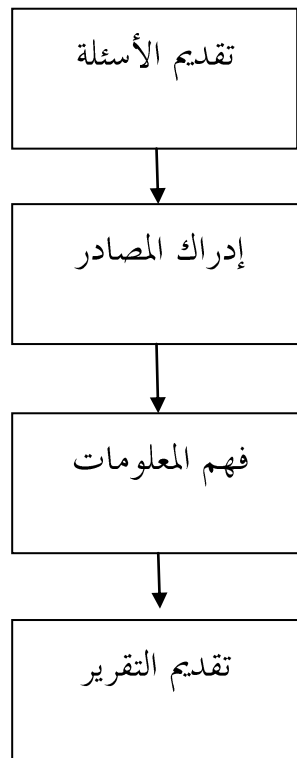 تقديم الأسئلة
إدراك المصادر
فهم المعلومات
تقديم التقرير